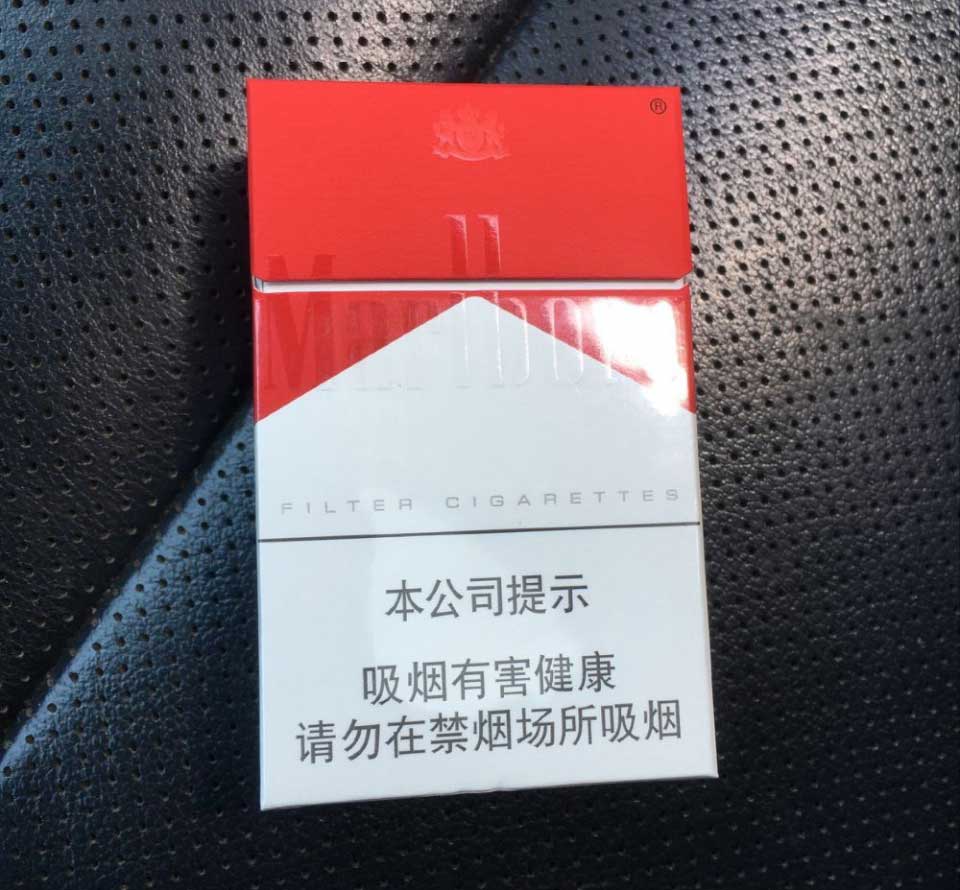 ®
Marlboro
FILTER CIGARETTES
本公司提示
吸烟有害健康
请勿在禁烟场所吸烟